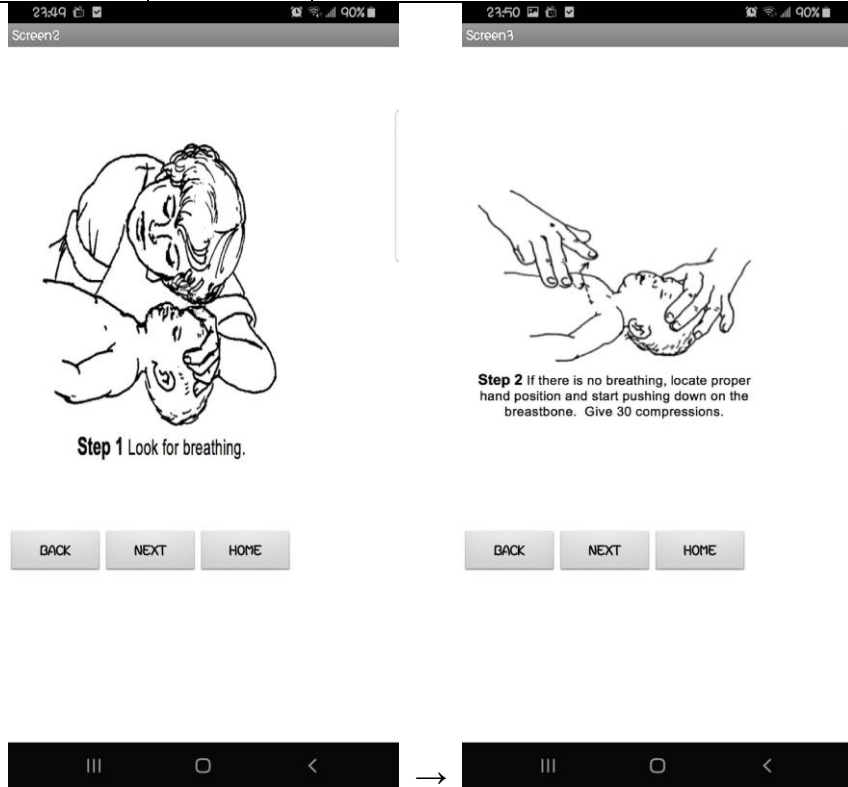 23:49 90%
Screen2
Step 1 Look for breathing.
BACK NEXT HOME
→
23:50 90%
Screen3
Step 2 If there is no breathing, locate proper
hand position and start pushing down on the
breastbone. Give 30 compressions.
BACK NEXT HOME